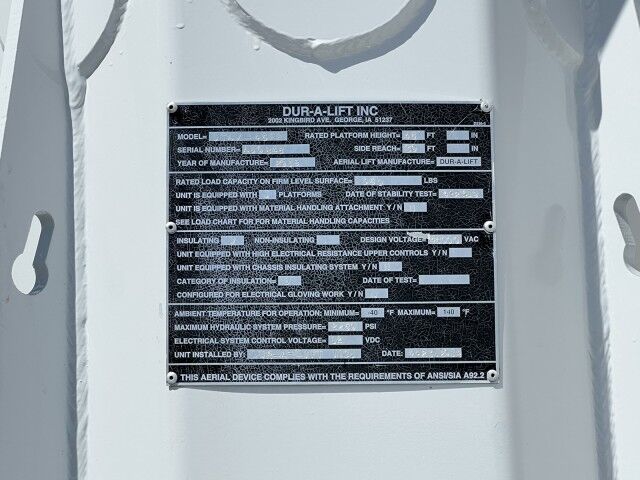 DUR-A-LIFT INC
2002 KINGBIRD AVE, GEORGE, IA 51237
MODEL= RATED PLATFORM HEIGHT= FT IN
SERIAL NUMBER= SIDE REACH= FT IN
YEAR OF MANUFACTURE= AERIAL LIFT MANUFACTURE= DUR-A-LIFT
RATED LOAD CAPACITY ON FIRM LEVEL SURFACE= LBS
UNIT IS EQUIPPED WITH PLATFORMS DATE OF STABILITY TEST=
UNIT IS EQUIPPED WITH MATERIAL HANDLING ATTACHMENT Y / N
SEE LOAD CHART FOR FOR MATERIAL HANDLING CAPACITIES
INSULATING NON-INSULATING DESIGN VOLTAGE= VAC
UNIT EQUIPPED WITH HIGH ELECTRICAL RESISTANCE UPPER CONTROLS Y / N
UNIT EQUIPPED WITH CHASSIS INSULATING SYSTEM Y / N
CATEGORY OF INSULATION= DATE OF TEST=
CONFIGURED FOR ELECTRICAL GLOVING WORK Y / N
AMBIENT TEMPERATURE FOR OPERATION: MINIMUM= -40 °F MAXIMUM= 140 °F
MAXIMUM HYDRAULIC SYSTEM PRESSURE= PSI
ELECTRICAL SYSTEM CONTROL VOLTAGE= VDC
UNIT INSTALLED BY: DATE:
THIS AERIAL DEVICE COMPLIES WITH THE REQUIREMENTS OF ANSI/SIA A92.2